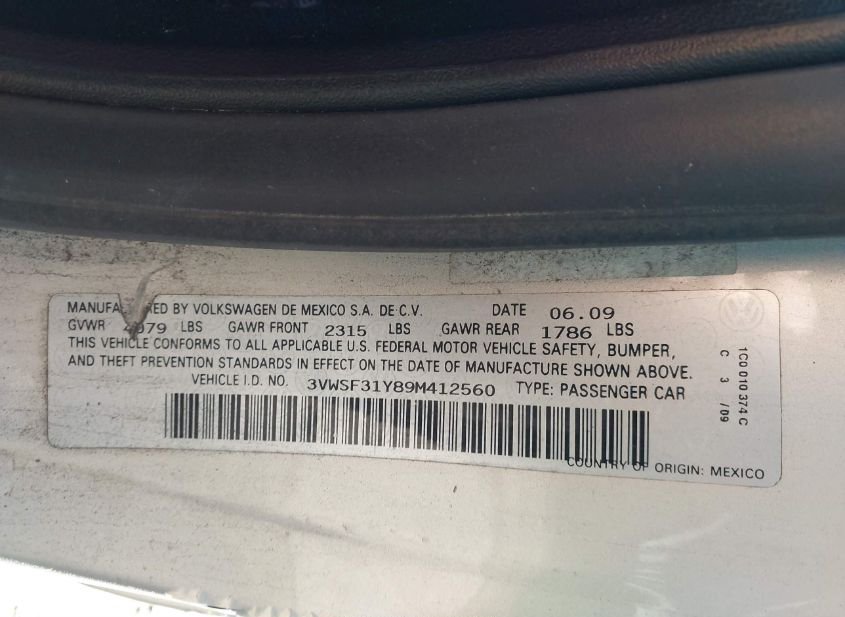 MANUFACTURED BY VOLKSWAGEN DE MEXICO S.A. DE C.V. DATE 06.09
GVWR 4079 LBS GAWR FRONT 2315 LBS GAWR REAR 1786 LBS
THIS VEHICLE CONFORMS TO ALL APPLICABLE U.S. FEDERAL MOTOR VEHICLE SAFETY, BUMPER,
AND THEFT PREVENTION STANDARDS IN EFFECT ON THE DATE OF MANUFACTURE SHOWN ABOVE.
VEHICLE I.D. NO. 3VWSF31Y89M412560 TYPE: PASSENGER CAR
COUNTRY OF ORIGIN: MEXICO
1C0 010 374 C
C 3 /09